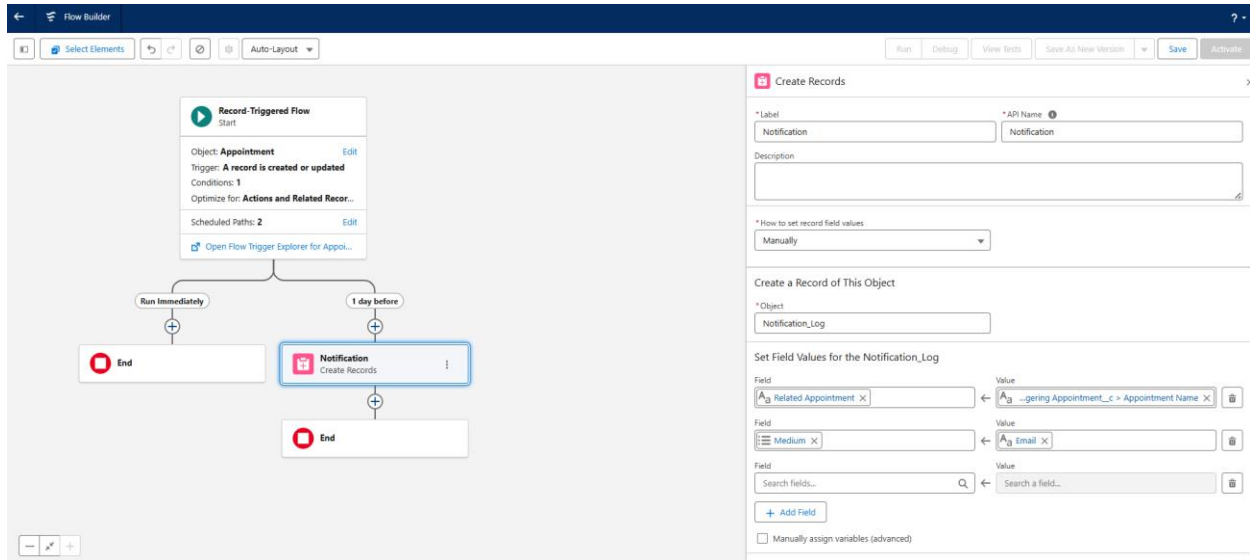 Flow Builder
?
Select Elements
Auto-Layout
Run
Debug
View Tests
Save As New Version
Save
Activate
Record-Triggered Flow
Start
Object: Appointment
Edit
Trigger: A record is created or updated
Conditions: 1
Optimize for: Actions and Related Recor...
Scheduled Paths: 2
Edit
Open Flow Trigger Explorer for Appoi...
Run Immediately
1 day before
End
Notification
Create Records
End
Create Records
*Label
*API Name
Notification
Notification
Description
*How to set record field values
Manually
Create a Record of This Object
*Object
Notification_Log
Set Field Values for the Notification_Log
Field
Value
Aa Related Appointment
Aa ...gering Appointment__c > Appointment Name
Field
Value
Medium
Aa Email
Field
Value
Search fields...
Search a field...
+ Add Field
Manually assign variables (advanced)